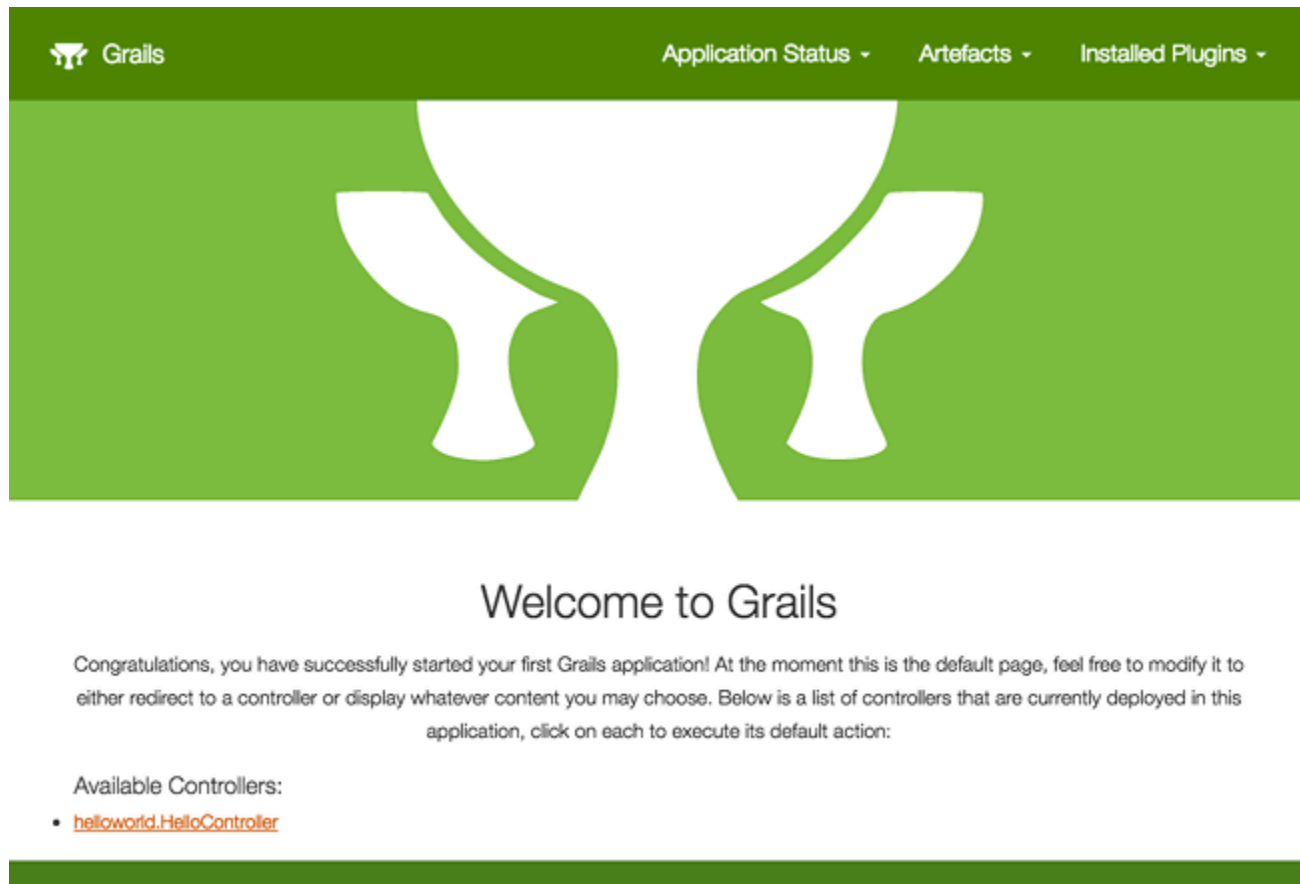 Grails
Application Status
Artefacts
Installed Plugins
Welcome to Grails
Congratulations, you have successfully started your first Grails application! At the moment this is the default page, feel free to modify it to
either redirect to a controller or display whatever content you may choose. Below is a list of controllers that are currently deployed in this
application, click on each to execute its default action:
Available Controllers:
helloworld.HelloController